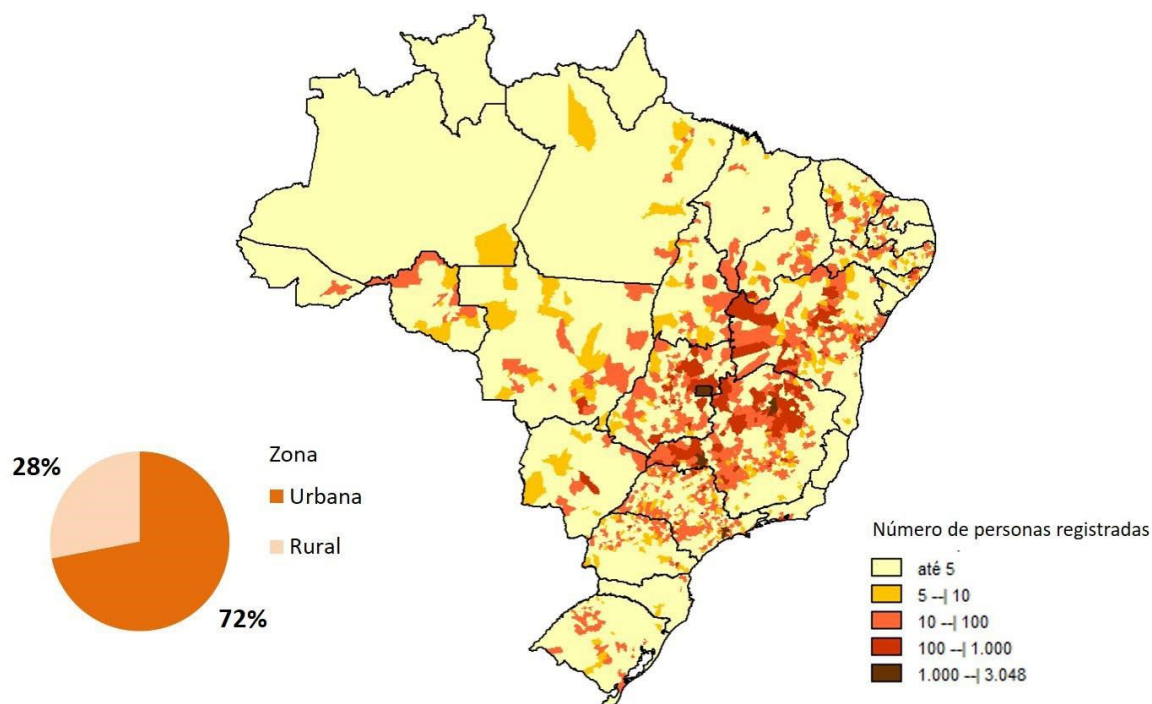 28%
Zona
Urbana
Rural
72%
Número de personas registradas
até 5
5 --| 10
10 --| 100
100 --| 1.000
1.000 --| 3.048